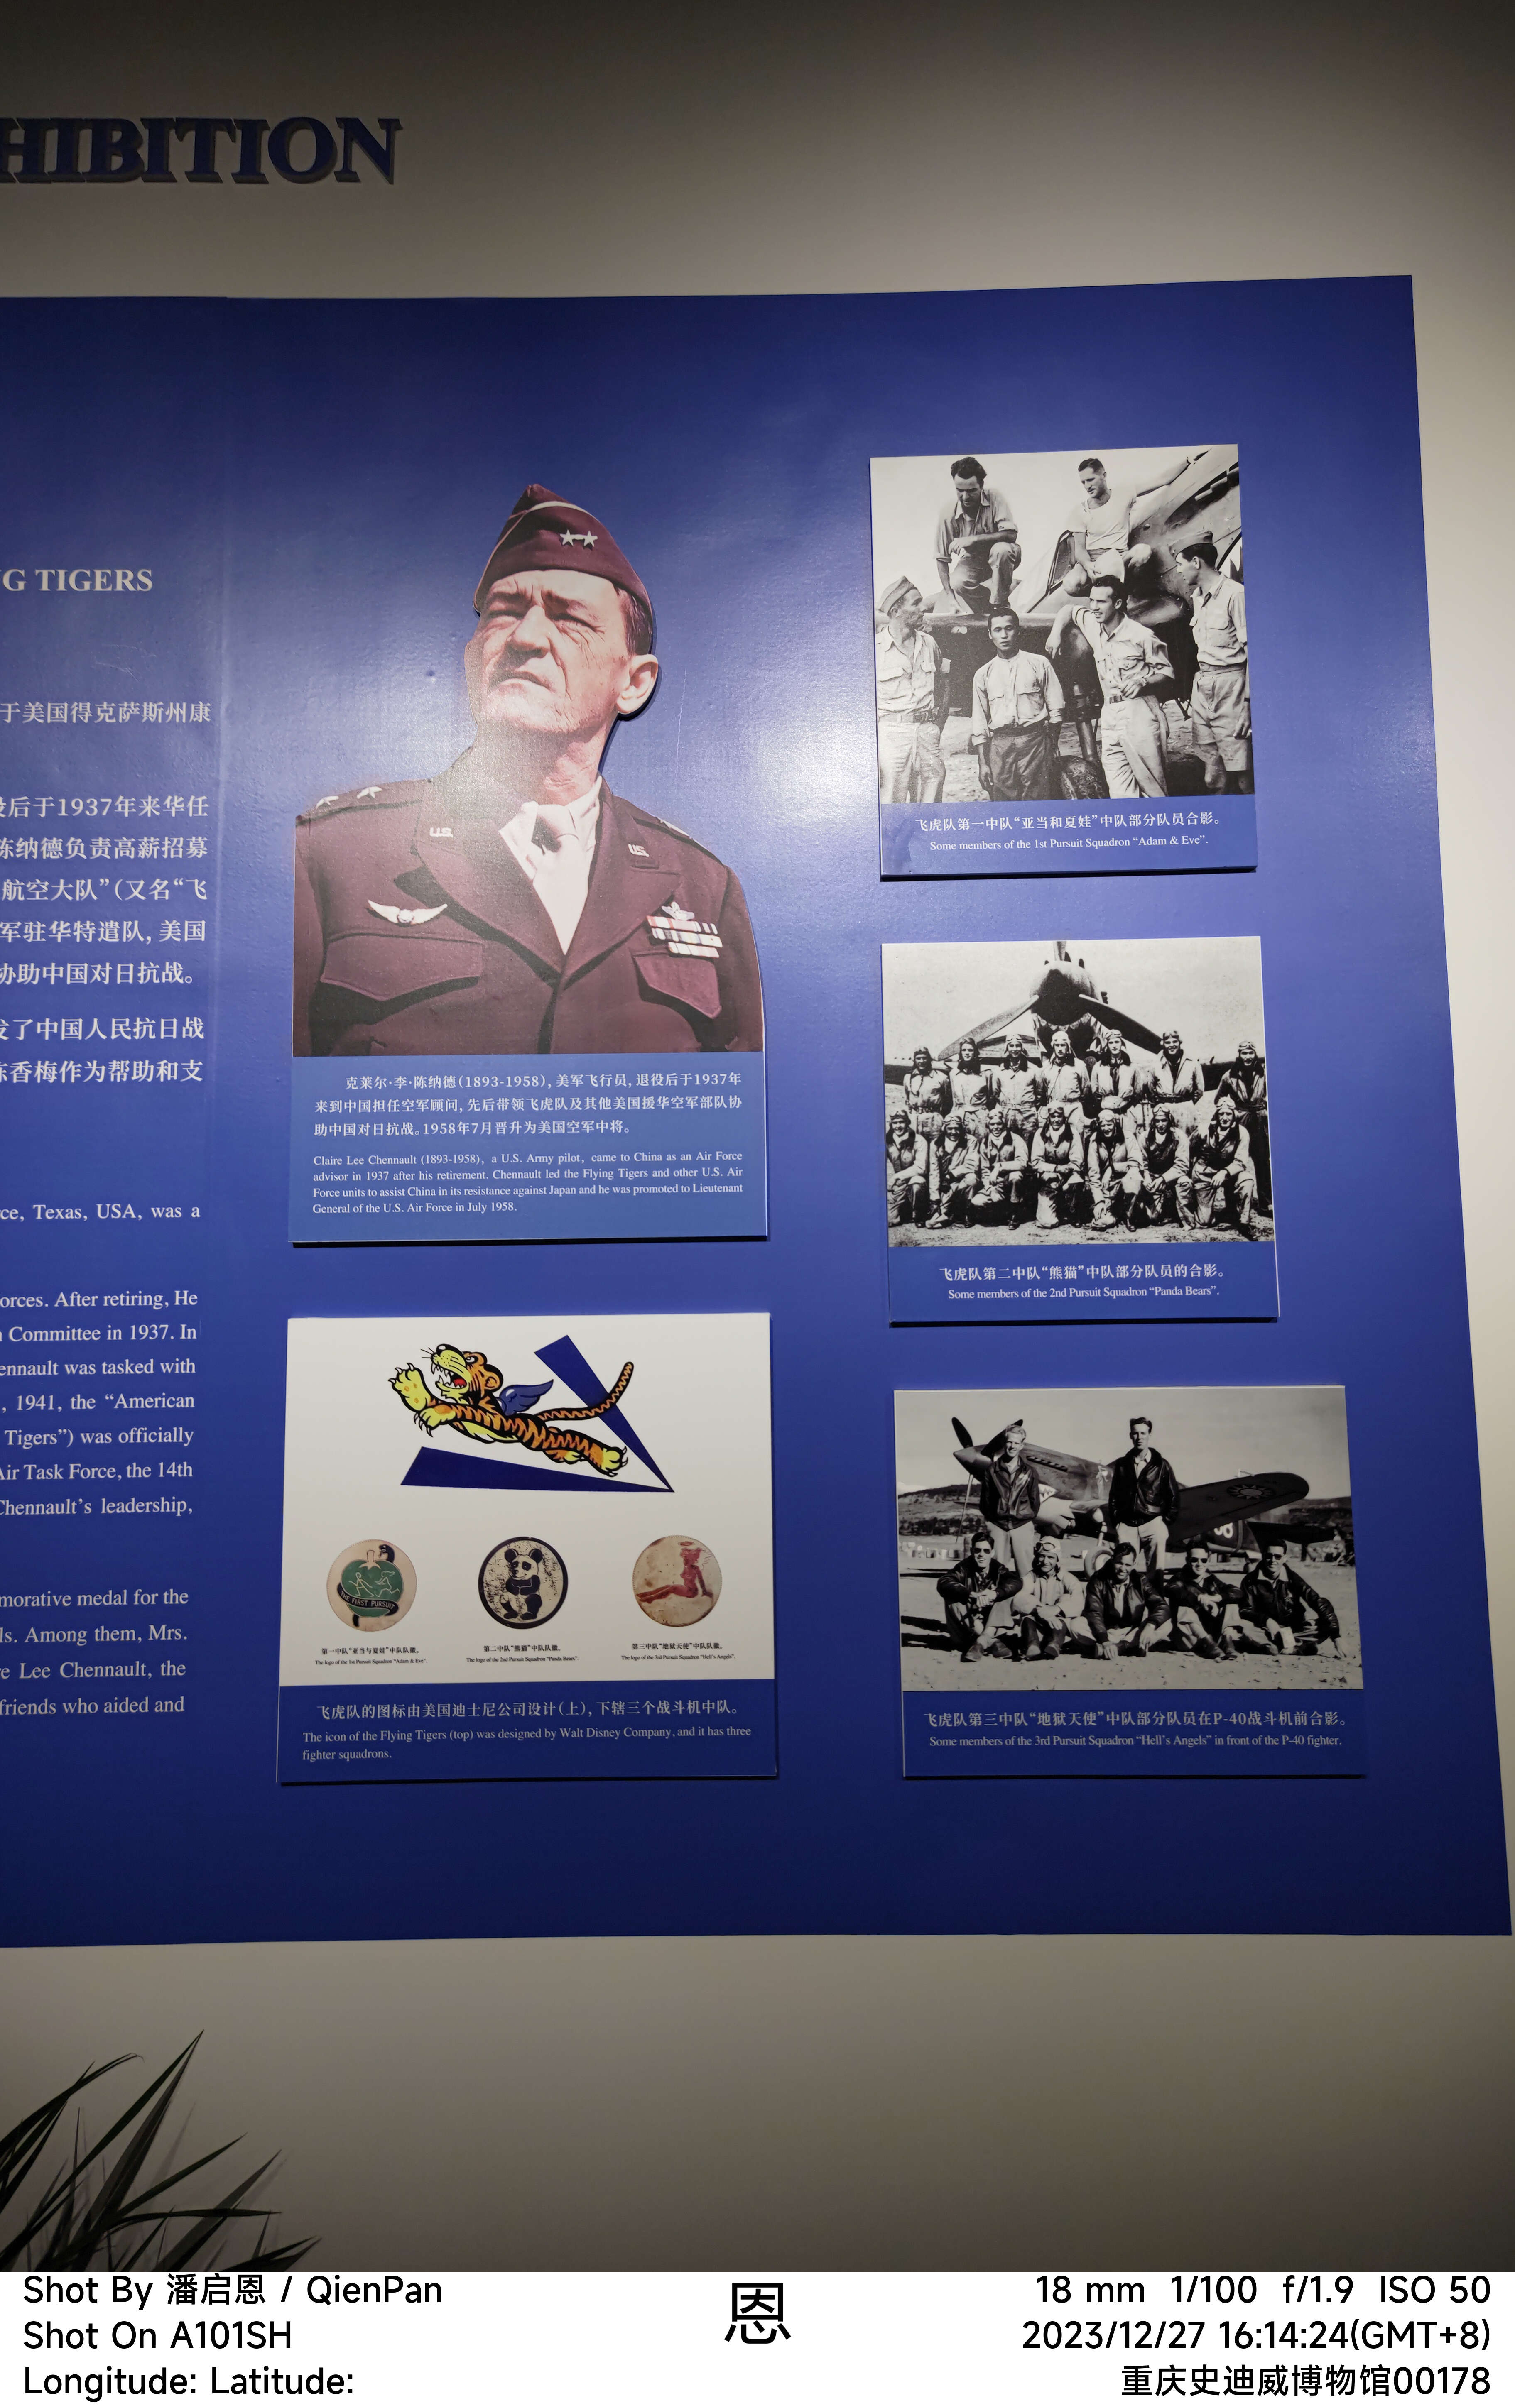 HIBITION
G TIGERS
于美国得克萨斯州康
后于1937年来华任
陈纳德负责高薪招募
航空大队”（又名“飞
军驻华特遣队，美国
协助中国对日抗战。
发了中国人民抗日战
陈香梅作为帮助和支
rce, Texas, USA, was a
orces. After retiring, He
n Committee in 1937. In
ennault was tasked with
, 1941, the “American
Tigers”) was officially
Air Task Force, the 14th
Chennault’s leadership,
morative medal for the
ls. Among them, Mrs.
re Lee Chennault, the
friends who aided and
U.S.
U.S.
克莱尔·李·陈纳德（1893-1958），美军飞行员，退役后于1937年
来到中国担任空军顾问，先后带领飞虎队及其他美国援华空军部队协
助中国对日抗战。1958年7月晋升为美国空军中将。
Claire Lee Chennault (1893-1958), a U.S. Army pilot, came to China as an Air Force
advisor in 1937 after his retirement. Chennault led the Flying Tigers and other U.S. Air
Force units to assist China in its resistance against Japan and he was promoted to Lieutenant
General of the U.S. Air Force in July 1958.
THE FIRST PURSUIT
第一中队“亚当与夏娃”中队队徽。
The logo of the 1st Pursuit Squadron “Adam & Eve”.
第二中队“熊猫”中队队徽。
The logo of the 2nd Pursuit Squadron “Panda Bears”.
第三中队“地狱天使”中队队徽。
The logo of the 3rd Pursuit Squadron “Hell’s Angels”.
飞虎队的图标由美国迪士尼公司设计（上），下辖三个战斗机中队。
The icon of the Flying Tigers (top) was designed by Walt Disney Company, and it has three
fighter squadrons.
飞虎队第一中队“亚当和夏娃”中队部分队员合影。
Some members of the 1st Pursuit Squadron “Adam & Eve”.
飞虎队第二中队“熊猫”中队部分队员的合影。
Some members of the 2nd Pursuit Squadron “Panda Bears”.
飞虎队第三中队“地狱天使”中队部分队员在P-40战斗机前合影。
Some members of the 3rd Pursuit Squadron “Hell’s Angels” in front of the P-40 fighter.
Shot By 潘启恩 / QienPan
Shot On A101SH
Longitude: Latitude:
恩
18 mm 1/100 f/1.9 ISO 50
2023/12/27 16:14:24(GMT+8)
重庆史迪威博物馆00178